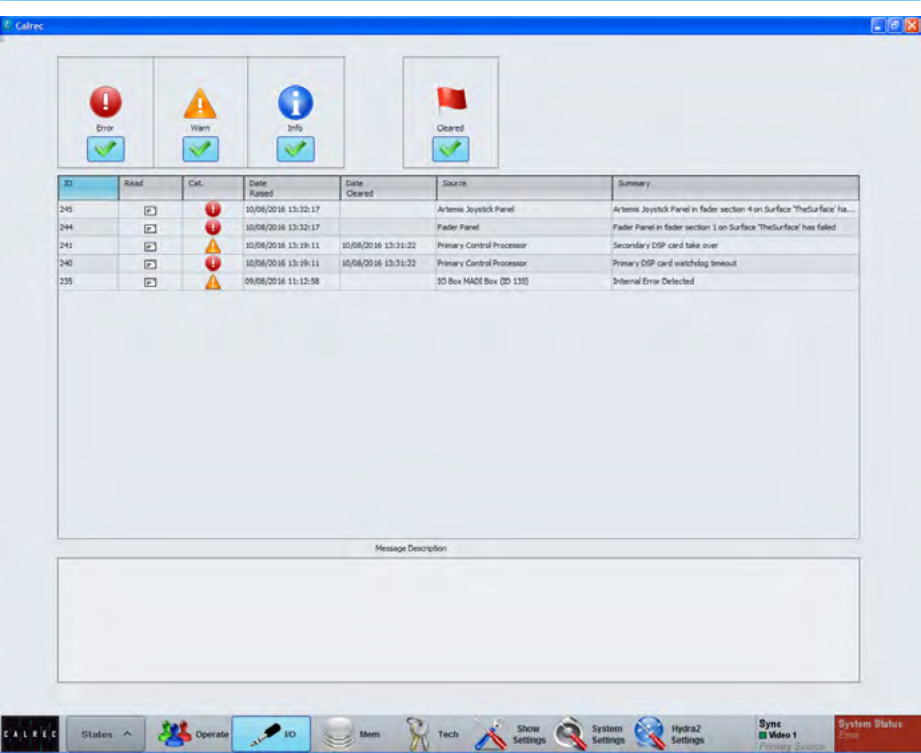 Calrec
Error Warn Info Cleared
ID Read Cat. Date Raised Date Cleared Source Summary
245 10/08/2016 13:32:17 Artemis Joystick Panel Artemis Joystick Panel in fader section 4 on Surface 'TheSurface' ha...
244 10/08/2016 13:32:17 Fader Panel Fader Panel in fader section 1 on Surface 'TheSurface' has failed
241 10/08/2016 13:19:11 10/08/2016 13:31:22 Primary Control Processor Secondary DSP card take over
240 10/08/2016 13:19:11 10/08/2016 13:31:22 Primary Control Processor Primary DSP card watchdog timeout
235 09/08/2016 11:12:58 IO Box MADI Box (ID 135) Internal Error Detected
Message Description
CALREC States Operate I/O Mem Tech Show Settings System Settings Hydra2 Settings
Sync
Video 1
Primary Source
System Status
Error